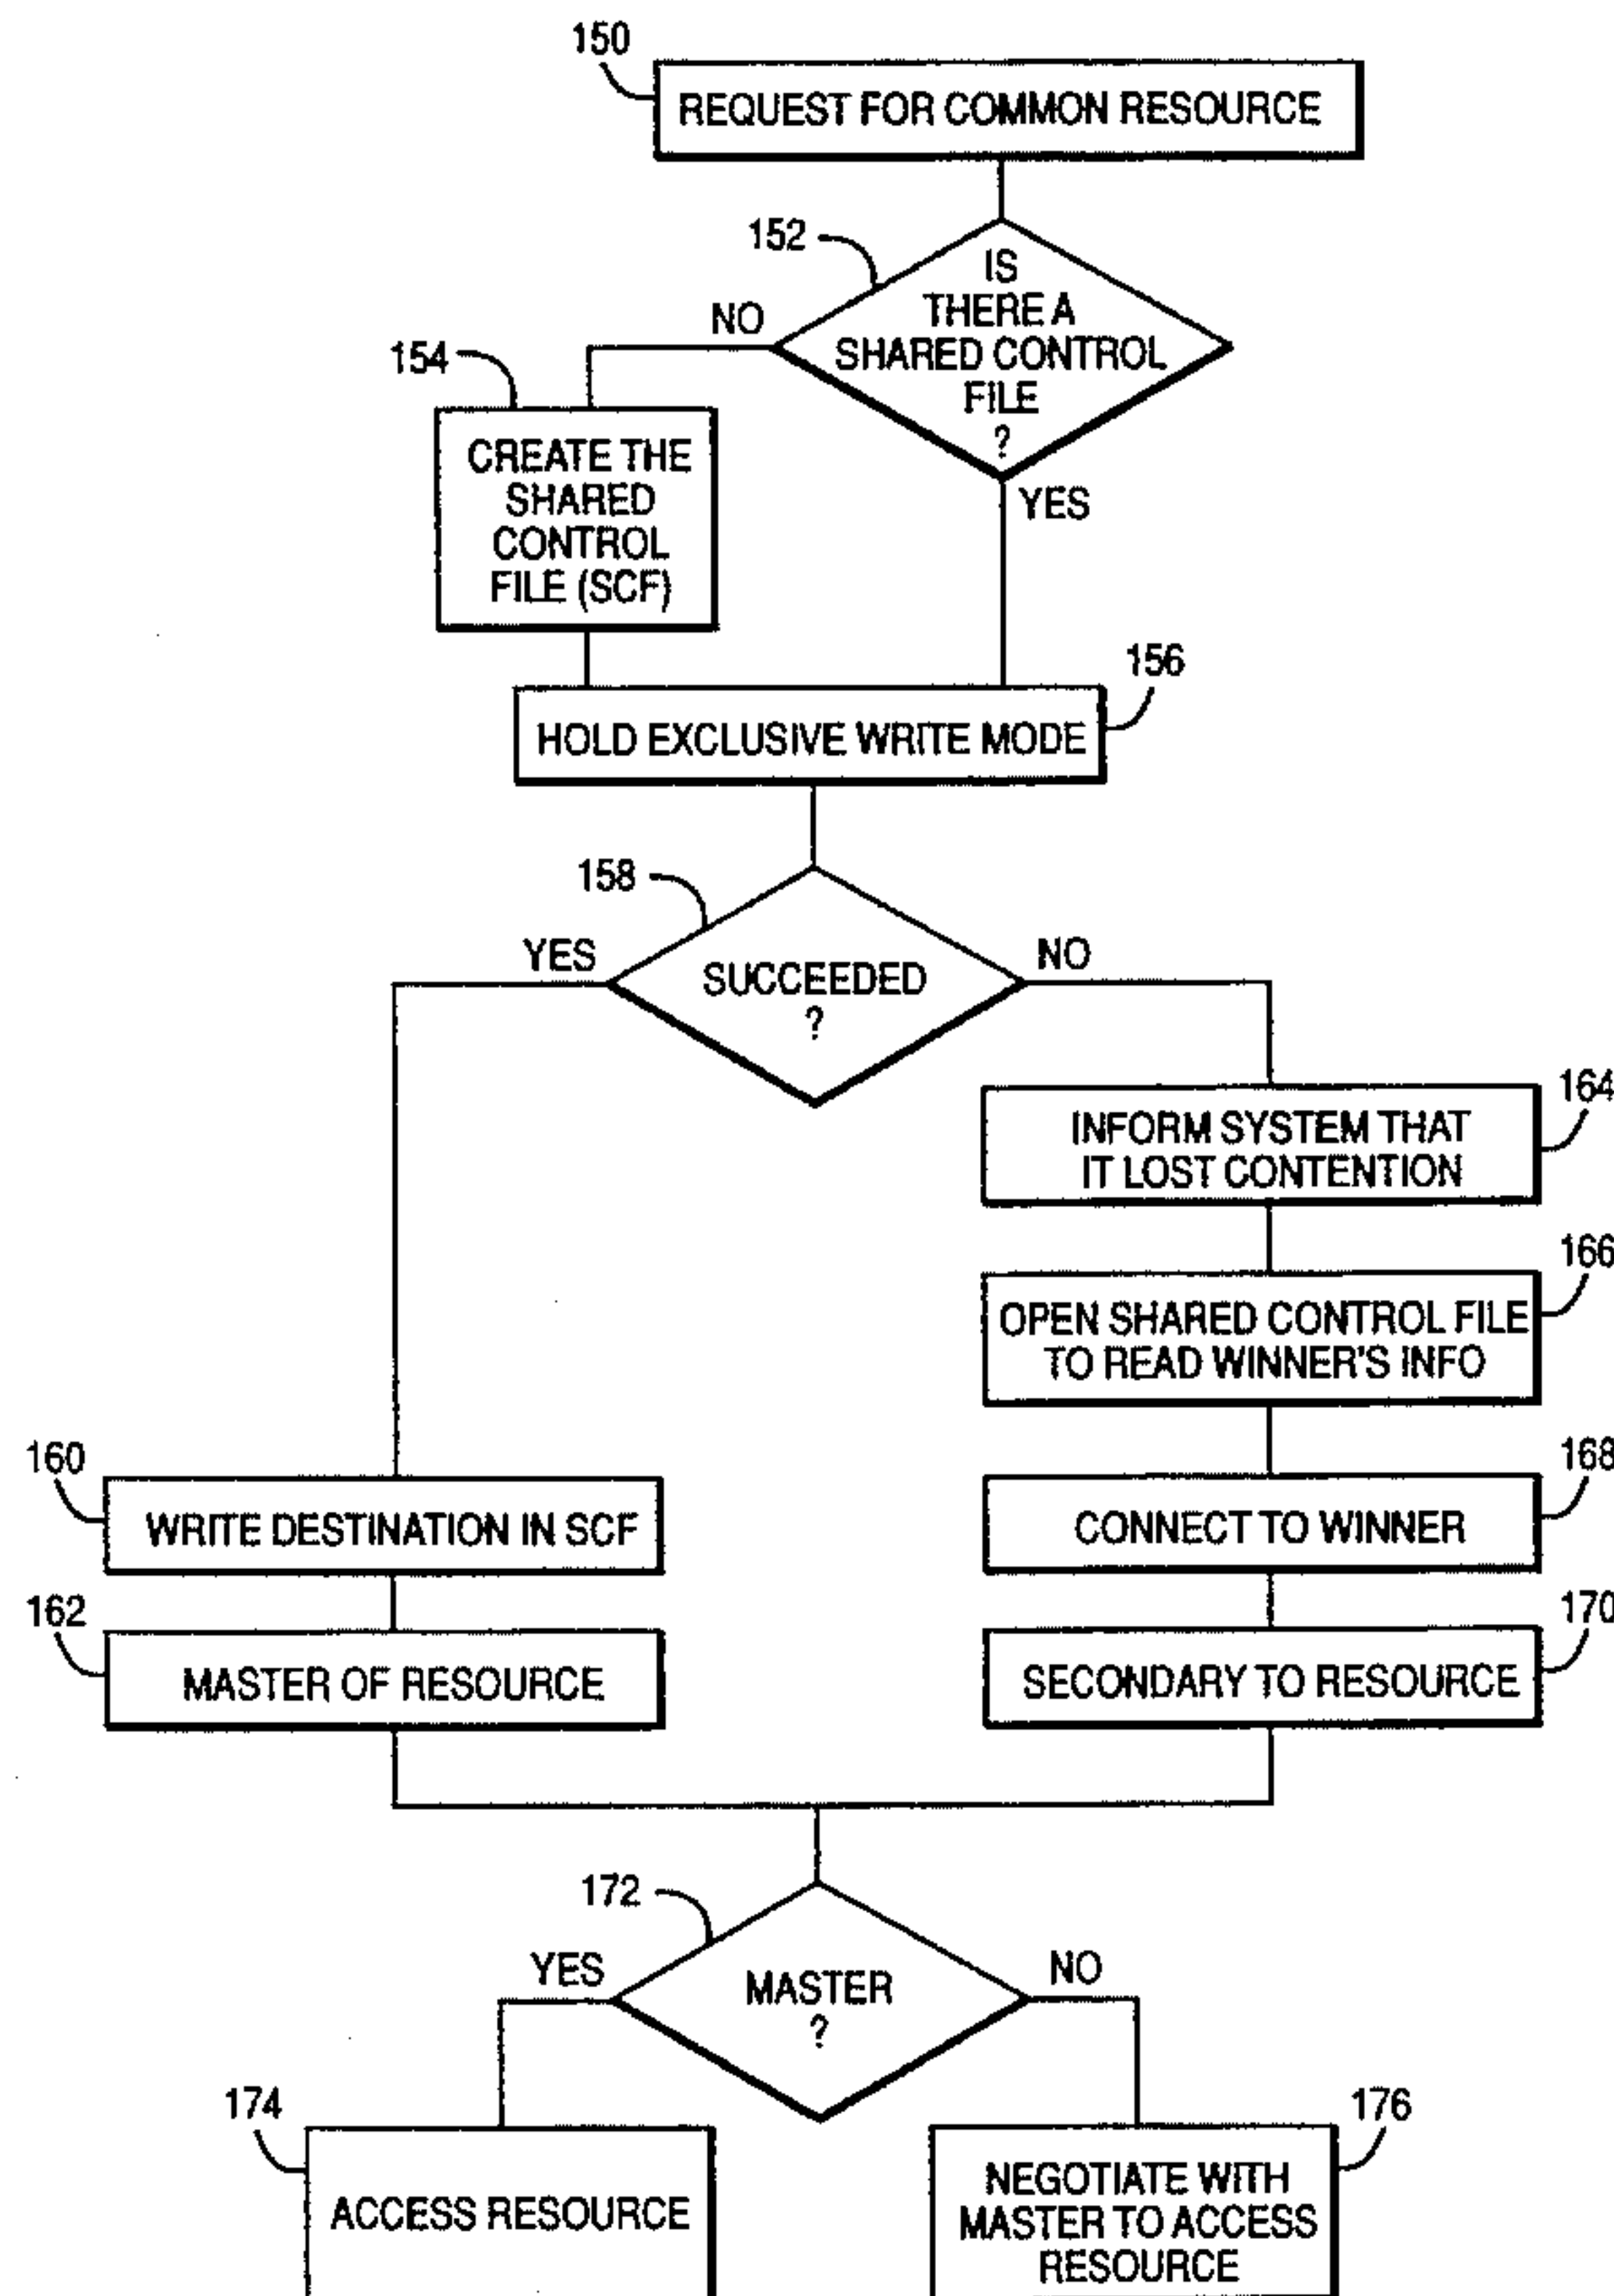 150
REQUEST FOR COMMON RESOURCE
152
IS
THERE A
SHARED CONTROL
FILE
?
NO
YES
154
CREATE THE
SHARED
CONTROL
FILE (SCF)
156
HOLD EXCLUSIVE WRITE MODE
158
SUCCEEDED
?
YES
NO
164
INFORM SYSTEM THAT
IT LOST CONTENTION
166
OPEN SHARED CONTROL FILE
TO READ WINNER'S INFO
160
WRITE DESTINATION IN SCF
168
CONNECT TO WINNER
162
MASTER OF RESOURCE
170
SECONDARY TO RESOURCE
172
MASTER
?
YES
NO
174
ACCESS RESOURCE
176
NEGOTIATE WITH
MASTER TO ACCESS
RESOURCE